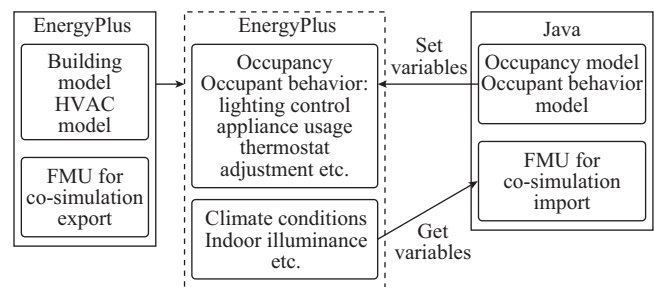 EnergyPlus
Building
model
HVAC
model
FMU for
co-simulation
export
EnergyPlus
Occupancy
Occupant behavior:
lighting control
appliance usage
thermostat
adjustment etc.
Climate conditions
Indoor illuminance
etc.
Set
variables
Get
variables
Java
Occupancy model
Occupant behavior
model
FMU for
co-simulation
import